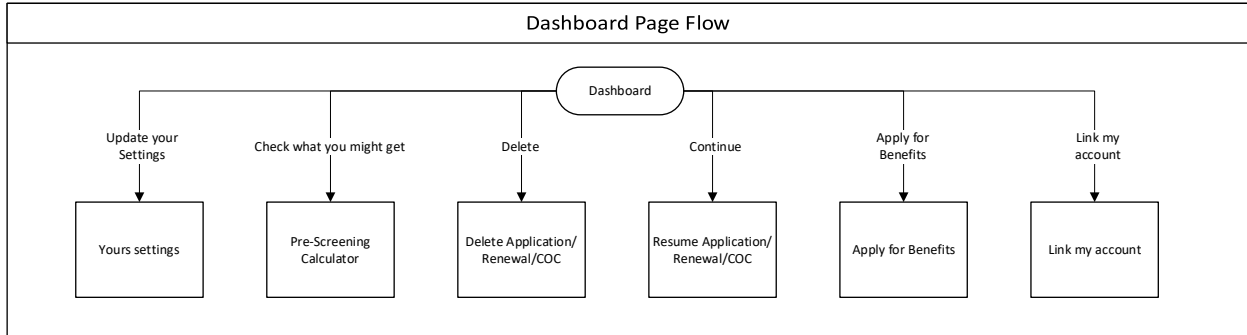 Dashboard Page Flow
Dashboard
Update your
Settings
Check what you might get
Delete
Continue
Apply for
Benefits
Link my
account
Yours settings
Pre-Screening
Calculator
Delete Application/
Renewal/COC
Resume Application/
Renewal/COC
Apply for Benefits
Link my account